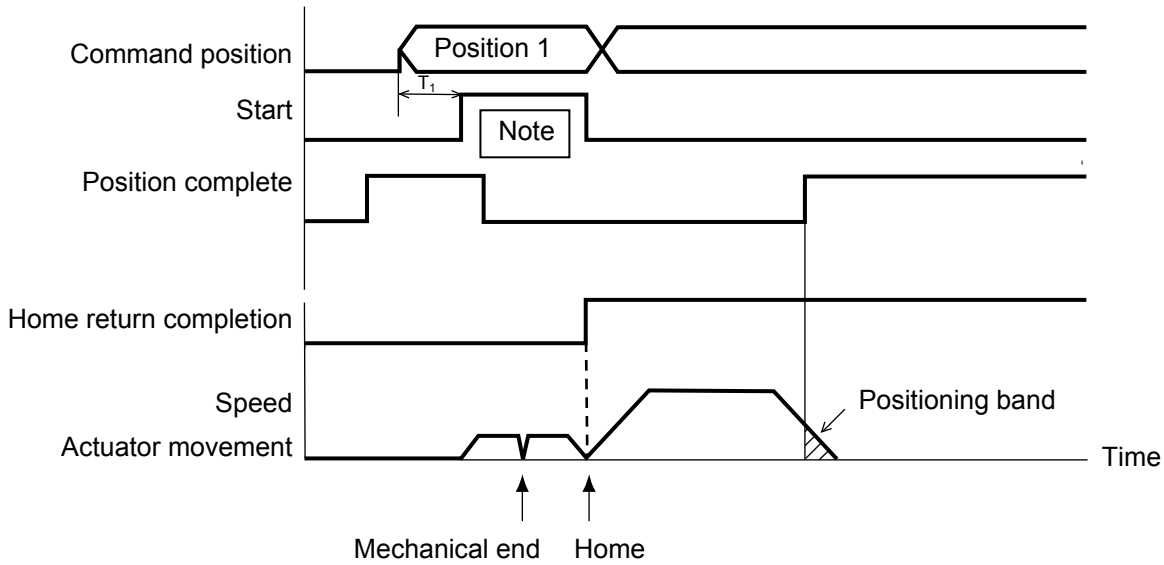 Command position
Position 1
T₁
Start
Note
Position complete
Home return completion
Speed
Positioning band
Actuator movement
Time
Mechanical end
Home